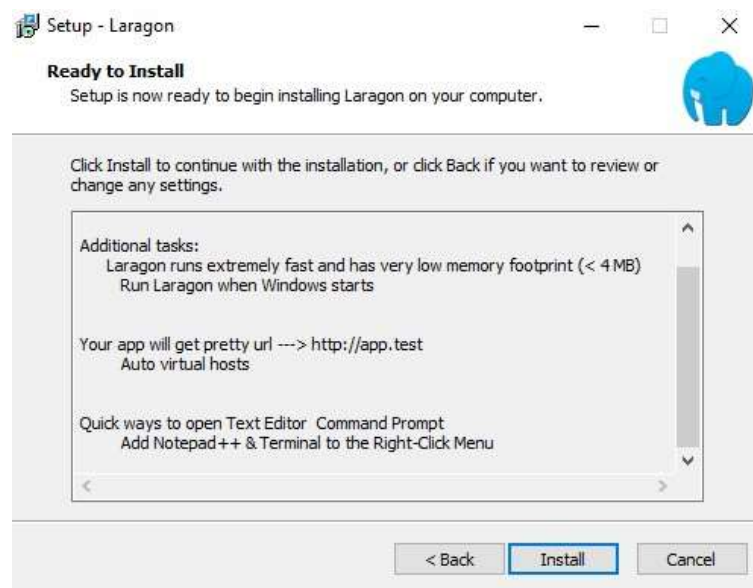 Setup - Laragon
Ready to Install
Setup is now ready to begin installing Laragon on your computer.
Click Install to continue with the installation, or click Back if you want to review or
change any settings.
Additional tasks:
Laragon runs extremely fast and has very low memory footprint (< 4 MB)
Run Laragon when Windows starts
Your app will get pretty url ---> http://app.test
Auto virtual hosts
Quick ways to open Text Editor  Command Prompt
Add Notepad++ & Terminal to the Right-Click Menu
< Back
Install
Cancel